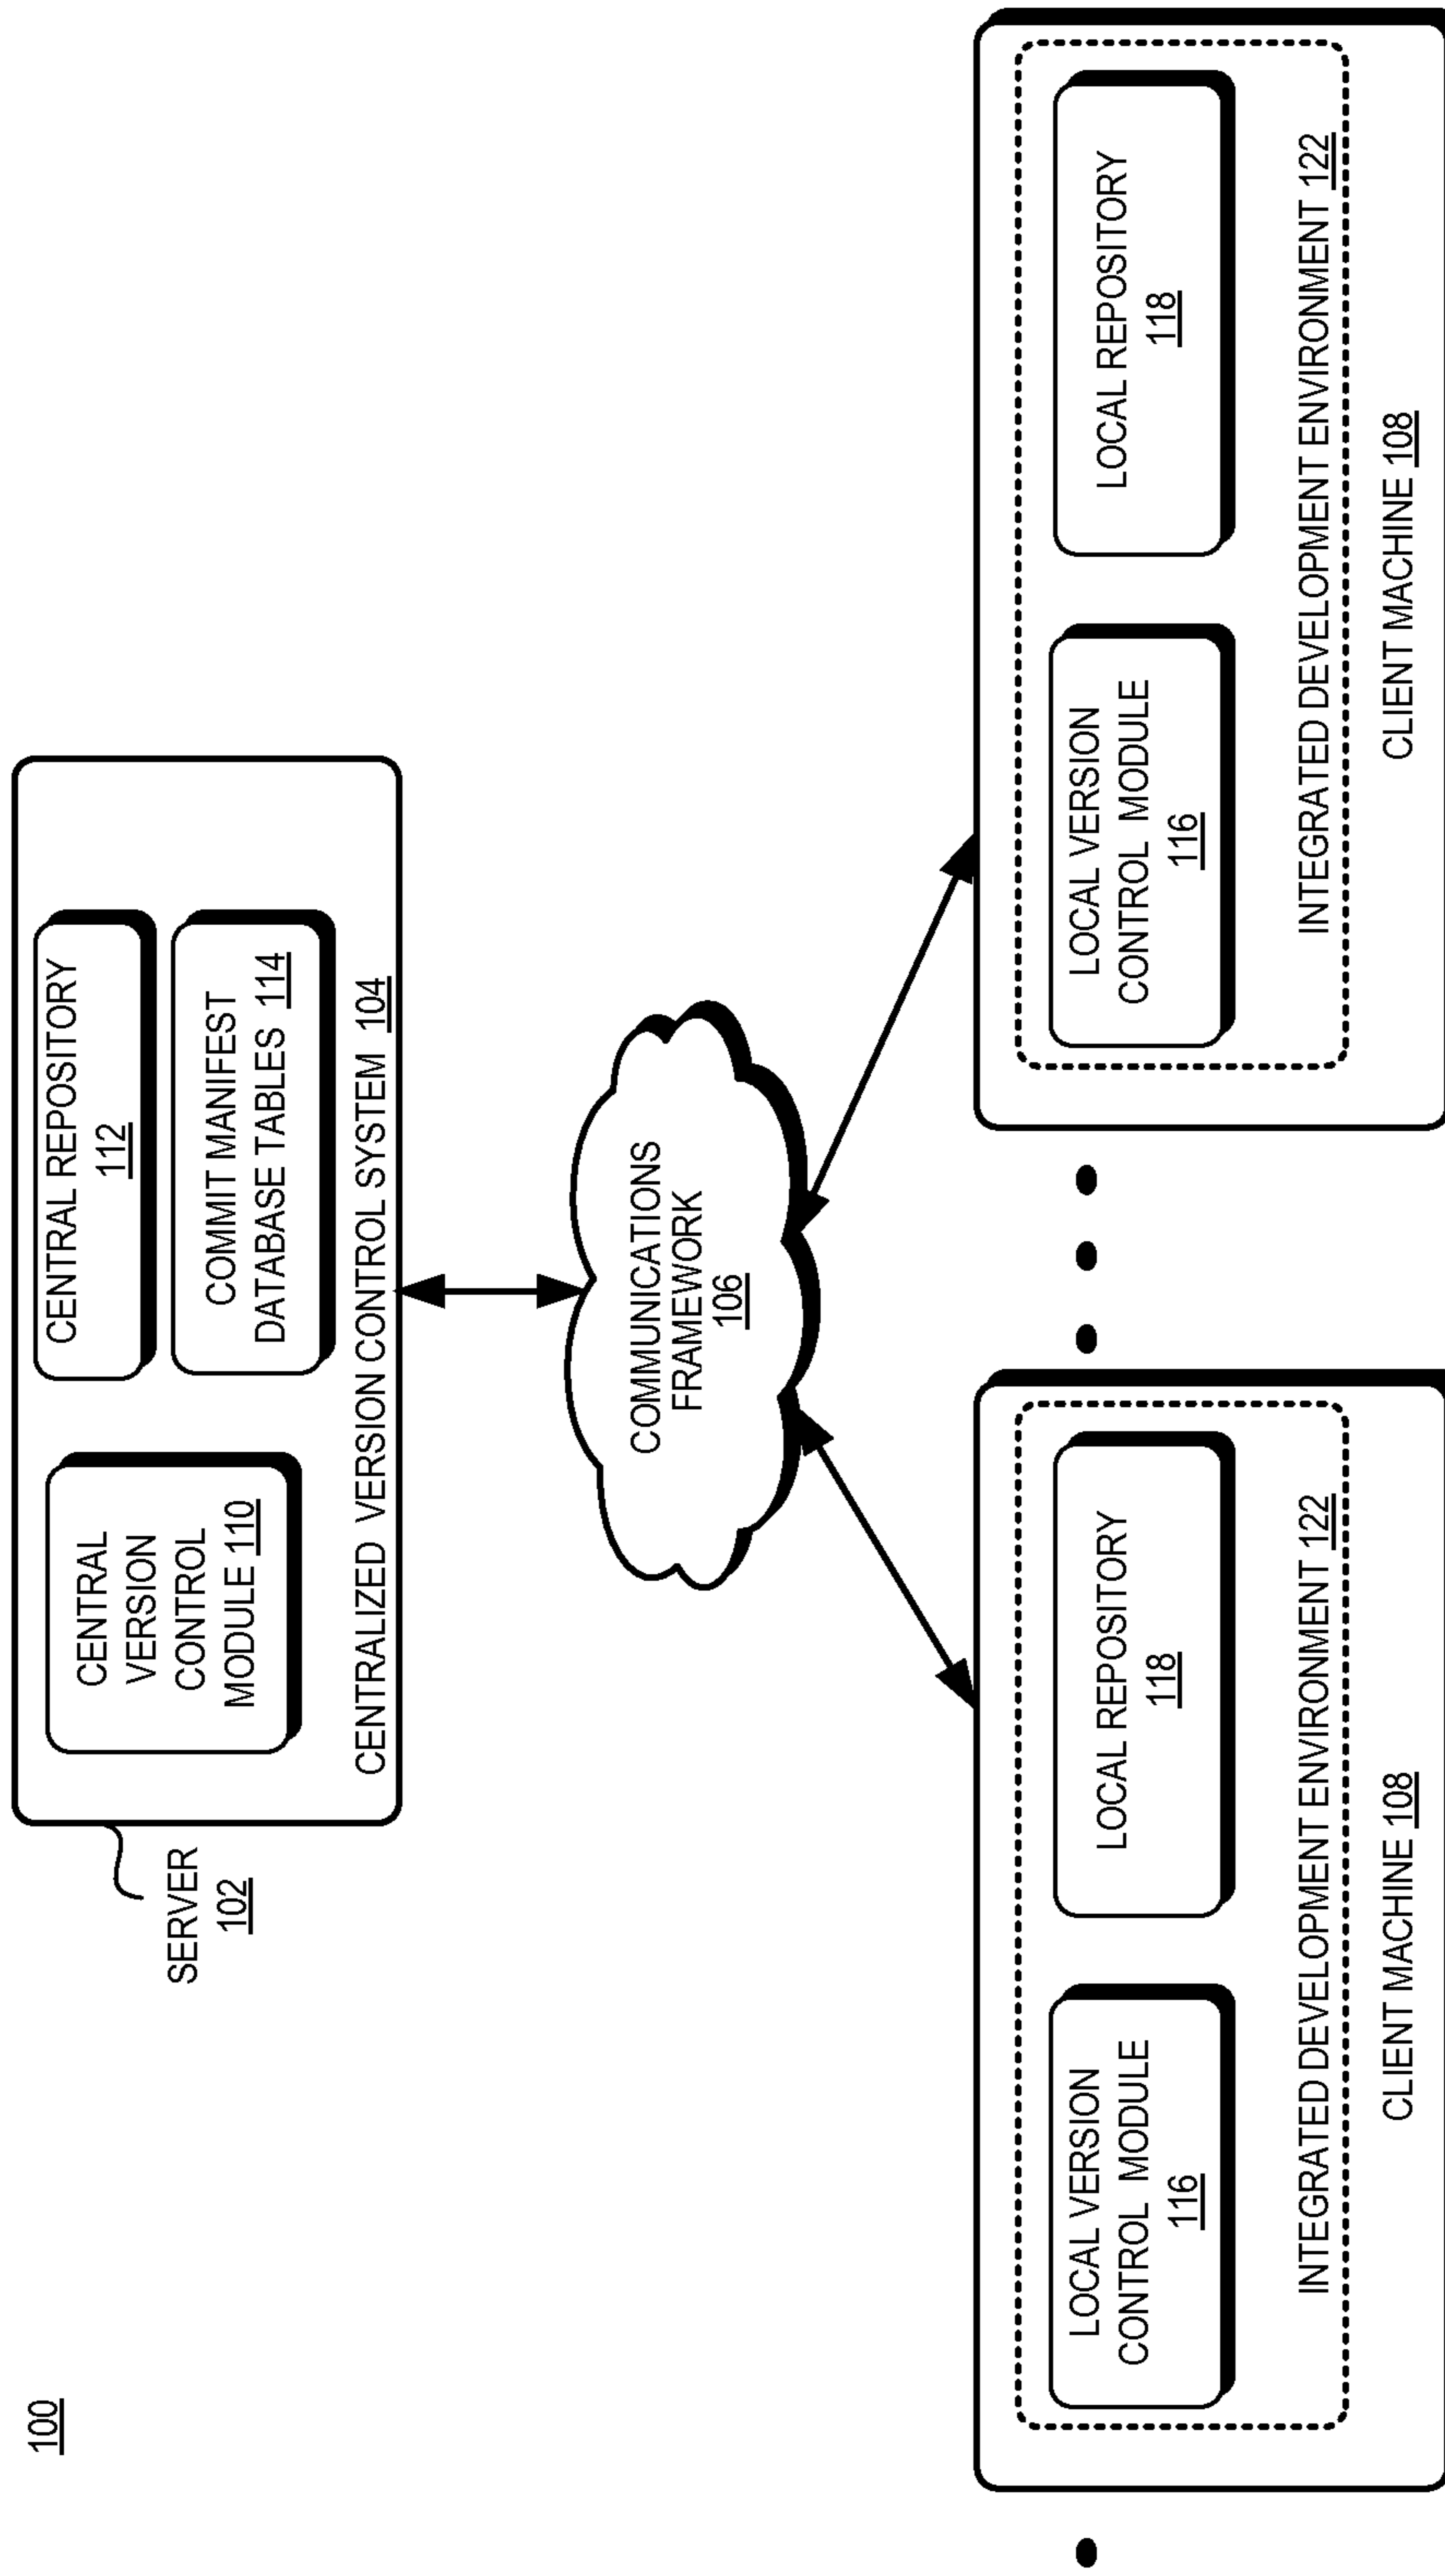 100
SERVER
102
CENTRAL
VERSION
CONTROL
MODULE 110
CENTRAL REPOSITORY
112
COMMIT MANIFEST
DATABASE TABLES 114
CENTRALIZED VERSION CONTROL SYSTEM 104
COMMUNICATIONS
FRAMEWORK
106
LOCAL VERSION
CONTROL MODULE
116
LOCAL REPOSITORY
118
INTEGRATED DEVELOPMENT ENVIRONMENT 122
CLIENT MACHINE 108
LOCAL VERSION
CONTROL MODULE
116
LOCAL REPOSITORY
118
INTEGRATED DEVELOPMENT ENVIRONMENT 122
CLIENT MACHINE 108